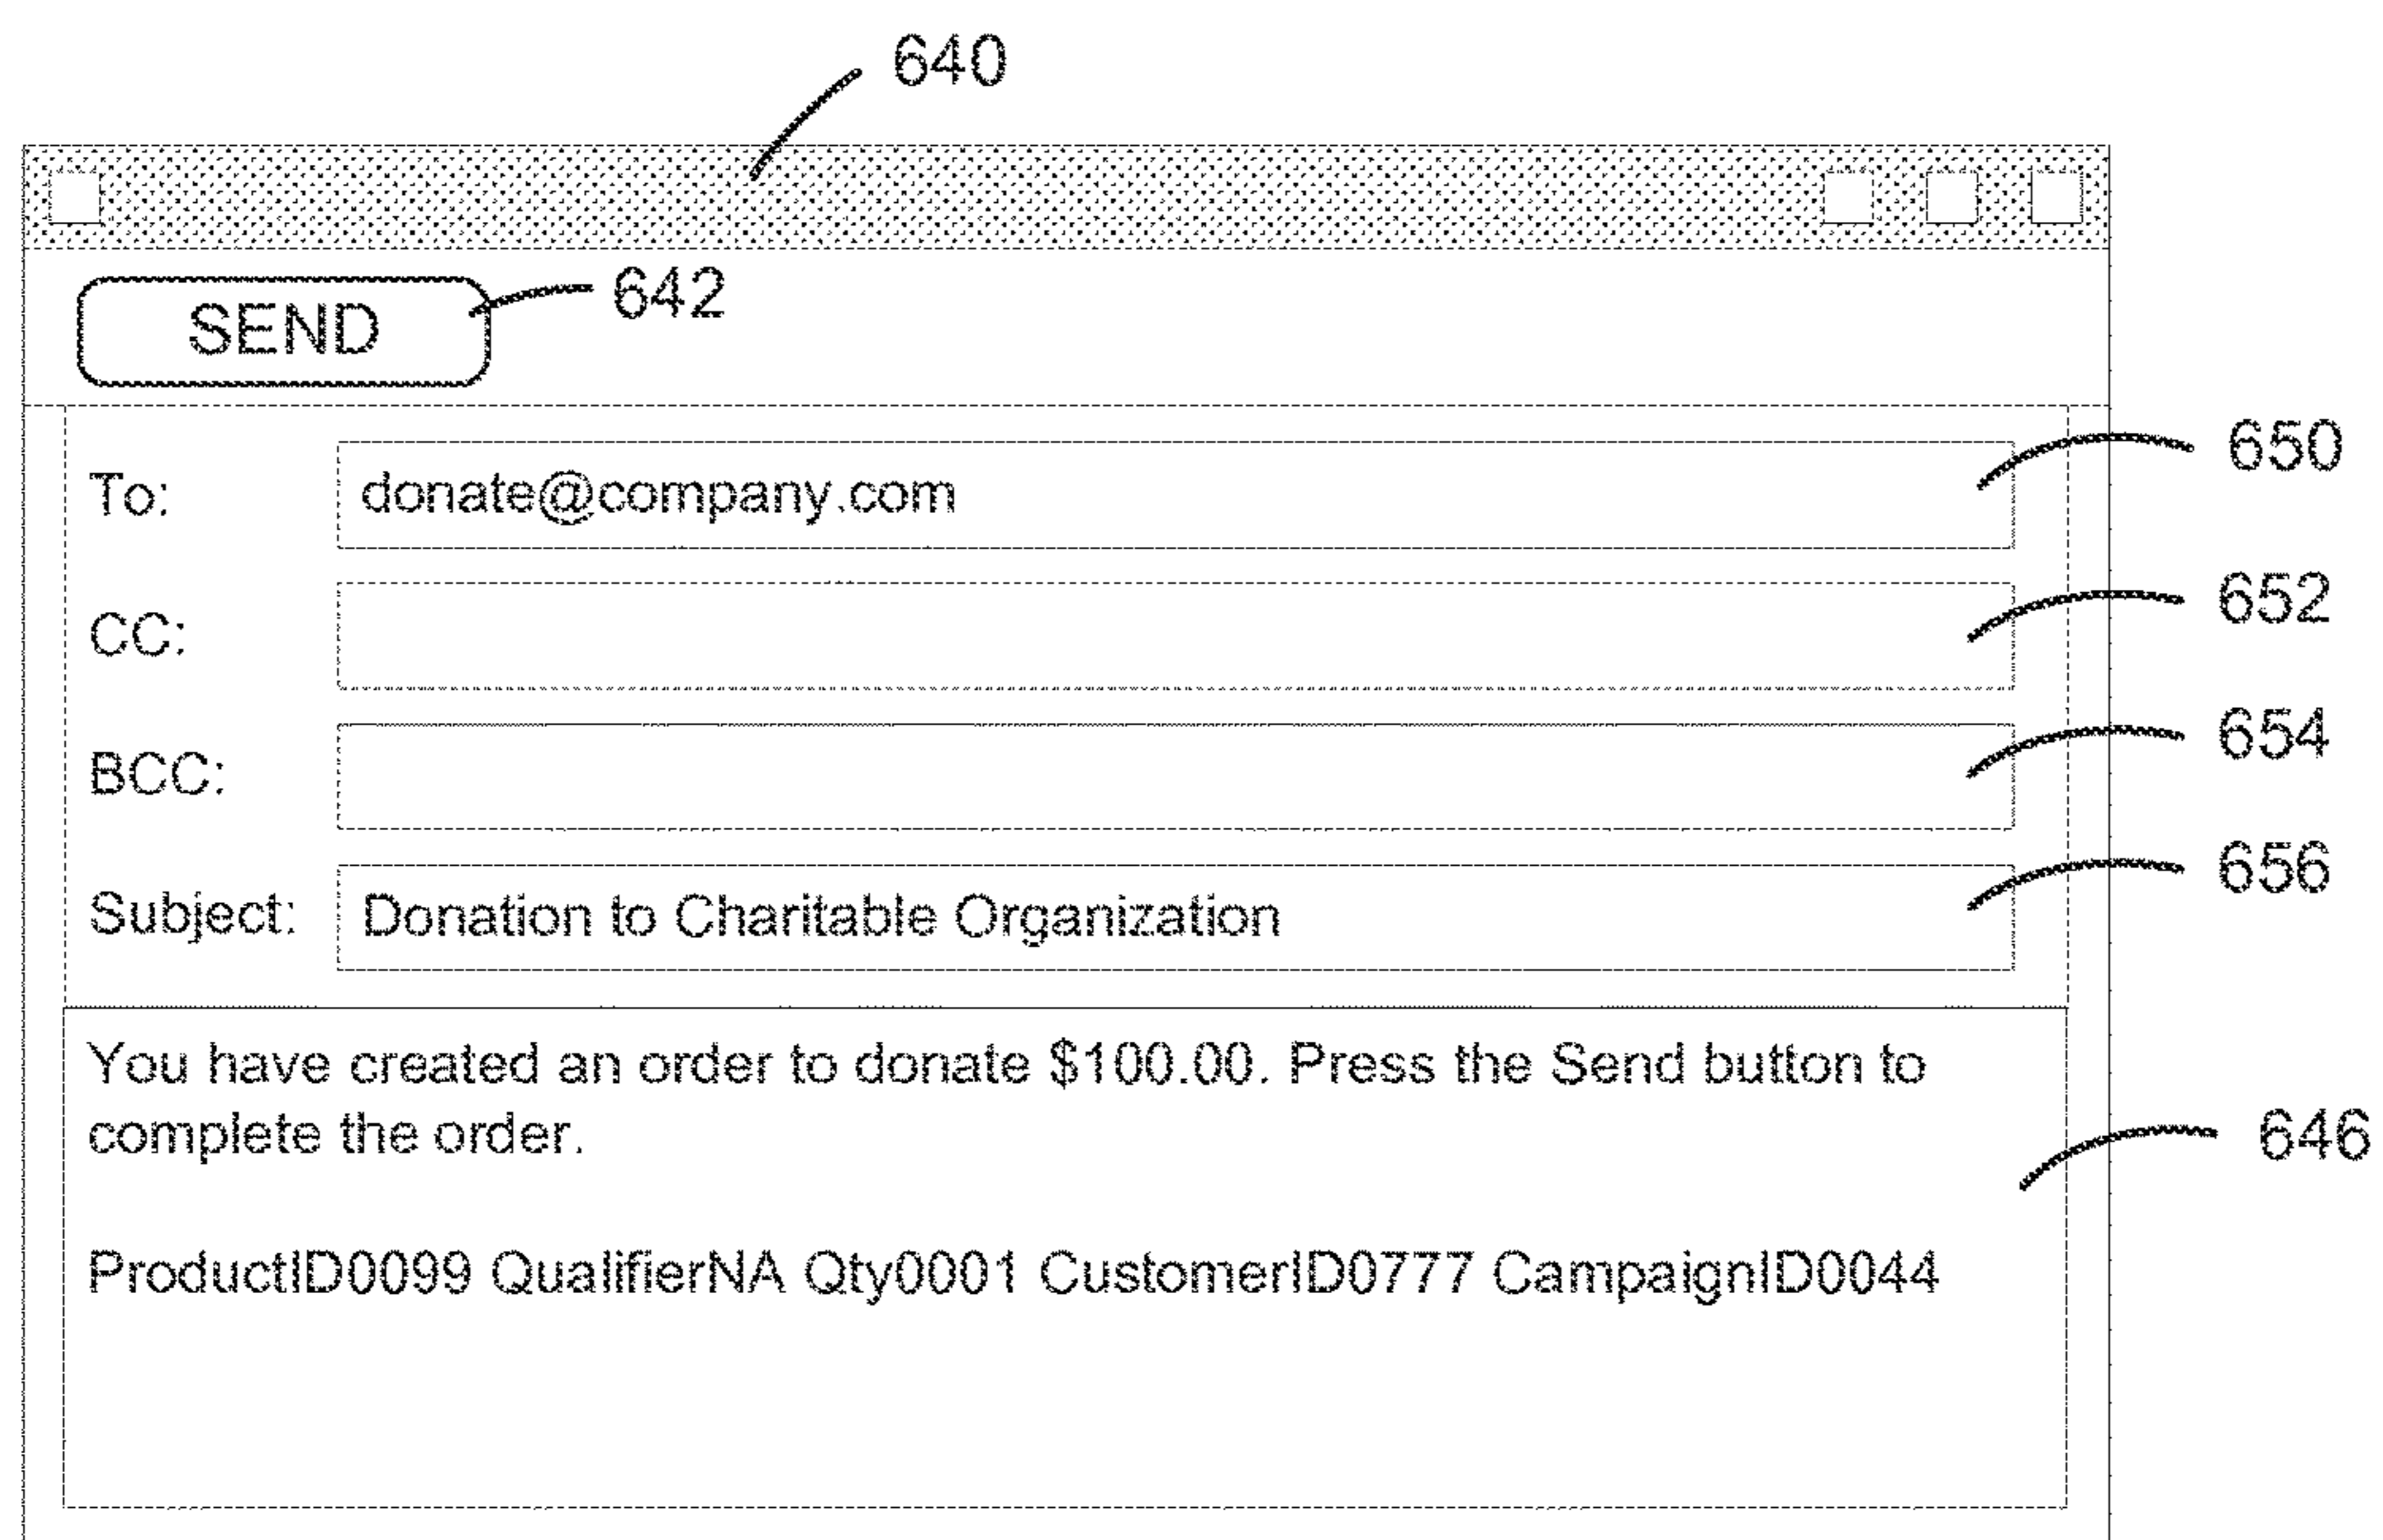 640
SEND 642
To: donate@company.com 650
CC: 652
BCC: 654
Subject: Donation to Charitable Organization 656
You have created an order to donate $100.00. Press the Send button to
complete the order.
646
ProductID0099 QualifierNA Qty0001 CustomerID0777 CampaignID0044